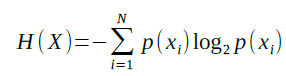 H(X)=−∑_{i=1}^{N} p(x_i) log_2 p(x_i)